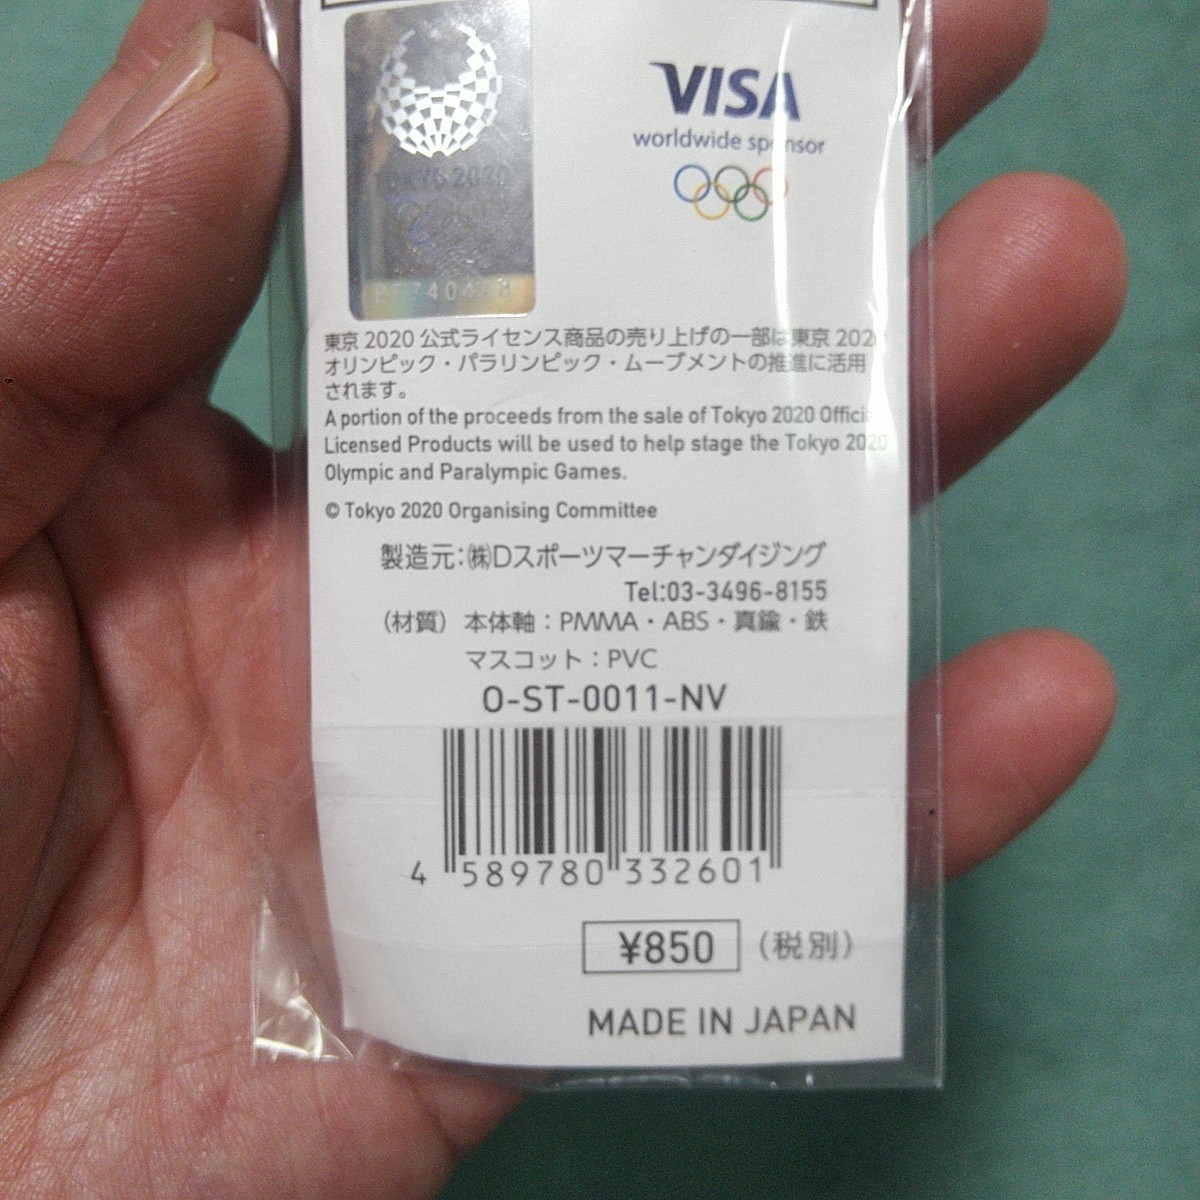 VISA
worldwide sponsor
TOKYO 2020
東京 2020 公式ライセンス商品の売り上げの一部は東京 2020
オリンピック・パラリンピック・ムーブメントの推進に活用
されます。
A portion of the proceeds from the sale of Tokyo 2020 Official
Licensed Products will be used to help stage the Tokyo 2020
Olympic and Paralympic Games.
© Tokyo 2020 Organising Committee
製造元:㈱Dスポーツマーチャンダイジング
Tel:03-3496-8155
（材質）本体軸：PMMA・ABS・真鍮・鉄
マスコット：PVC
O-ST-0011-NV
4 589780 332601
¥850 （税別）
MADE IN JAPAN